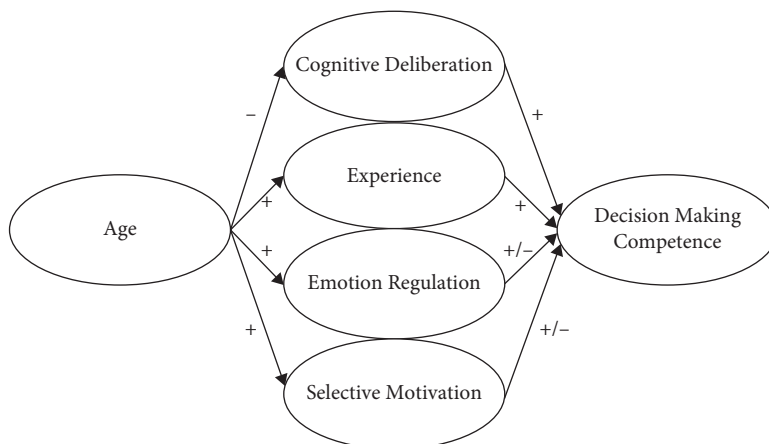 Cognitive Deliberation
–
+
Experience
+
+
Age
Decision Making
Competence
+
+/–
Emotion Regulation
+
+/–
Selective Motivation